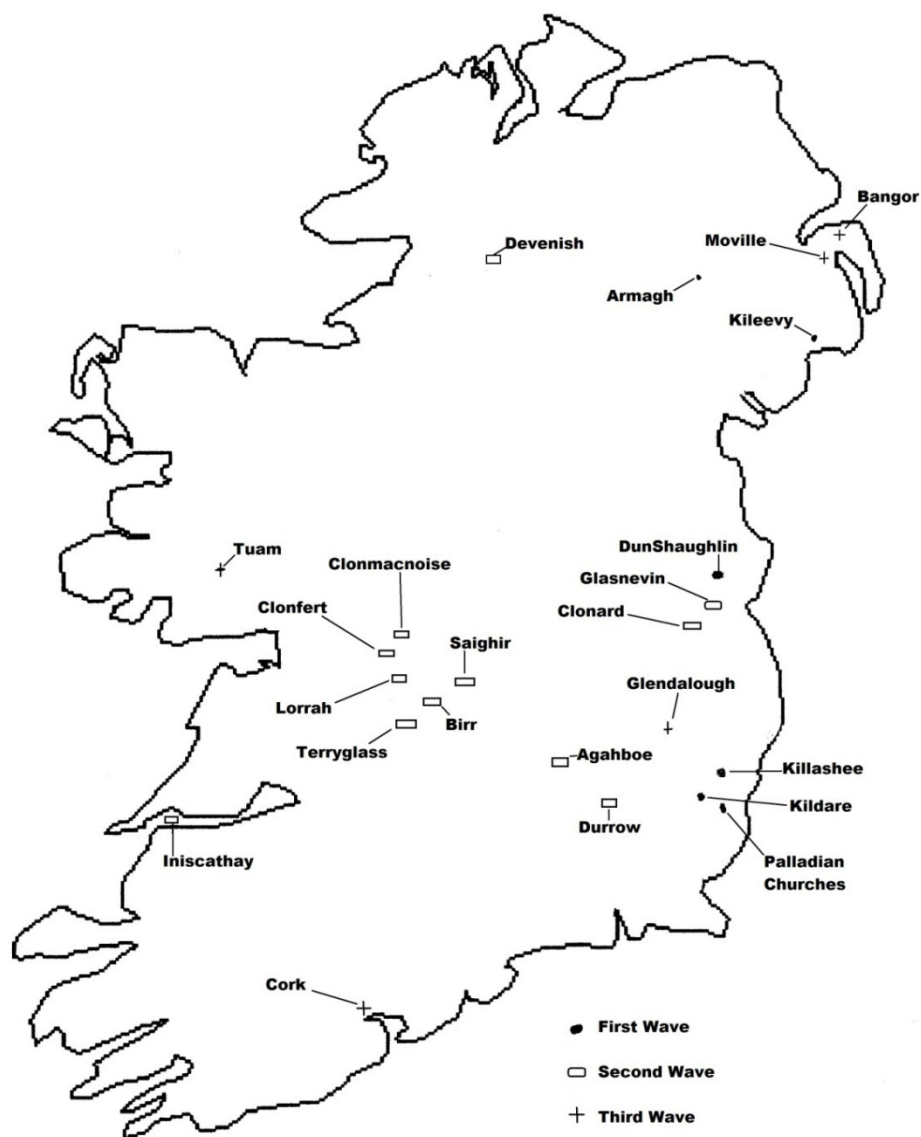 Bangor
Moville
Devenish
Armagh
Kileevy
DunShaughlin
Tuam
Clonmacnoise
Glasnevin
Clonfert
Clonard
Saighir
Glendalough
Lorrah
Birr
Terryglass
Agahboe
Killashee
Kildare
Durrow
Iniscathay
Palladian
Churches
Cork
First Wave
Second Wave
Third Wave